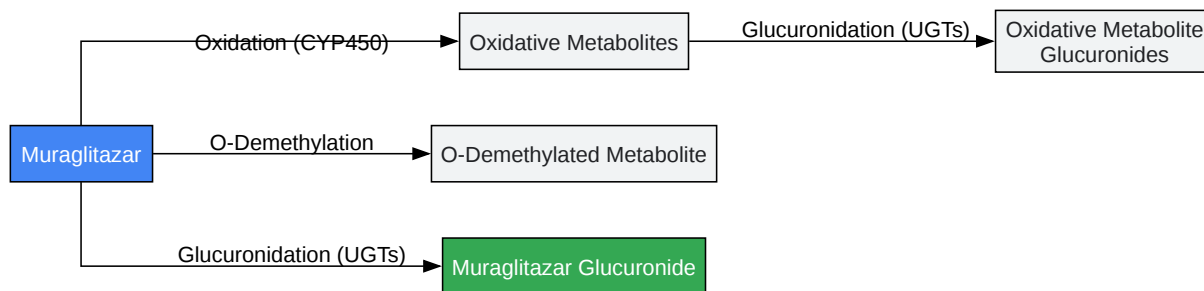 Oxidation (CYP450)
Oxidative Metabolites
Glucuronidation (UGTs)
Oxidative Metabolite
Glucuronides
Muraglitazar
O-Demethylation
O-Demethylated Metabolite
Glucuronidation (UGTs)
Muraglitazar Glucuronide